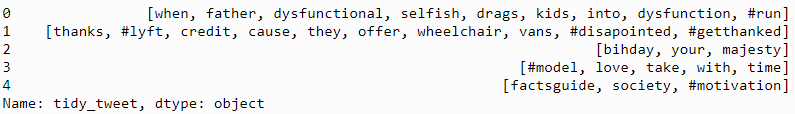 0 [when, father, dysfunctional, selfish, drags, kids, into, dysfunction, #run]
1 [thanks, #lyft, credit, cause, they, offer, wheelchair, vans, #disapointed, #getthanked]
2 [bihday, your, majesty]
3 [#model, love, take, with, time]
4 [factsguide, society, #motivation]
Name: tidy_tweet, dtype: object